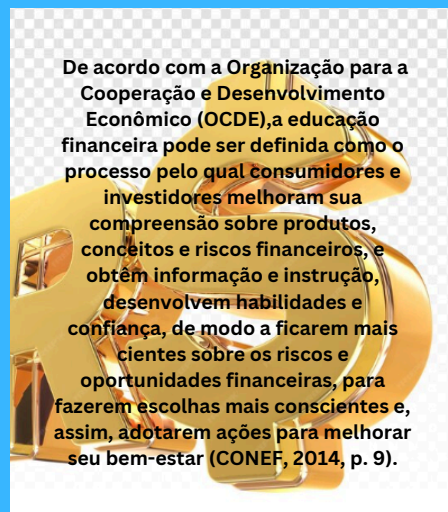 De acordo com a Organização para a
Cooperação e Desenvolvimento
Econômico (OCDE),a educação
financeira pode ser definida como o
processo pelo qual consumidores e
investidores melhoram sua
compreensão sobre produtos,
conceitos e riscos financeiros, e
obtêm informação e instrução,
desenvolvem habilidades e
confiança, de modo a ficarem mais
cientes sobre os riscos e
oportunidades financeiras, para
fazerem escolhas mais conscientes e,
assim, adotarem ações para melhorar
seu bem-estar (CONEF, 2014, p. 9).
R$